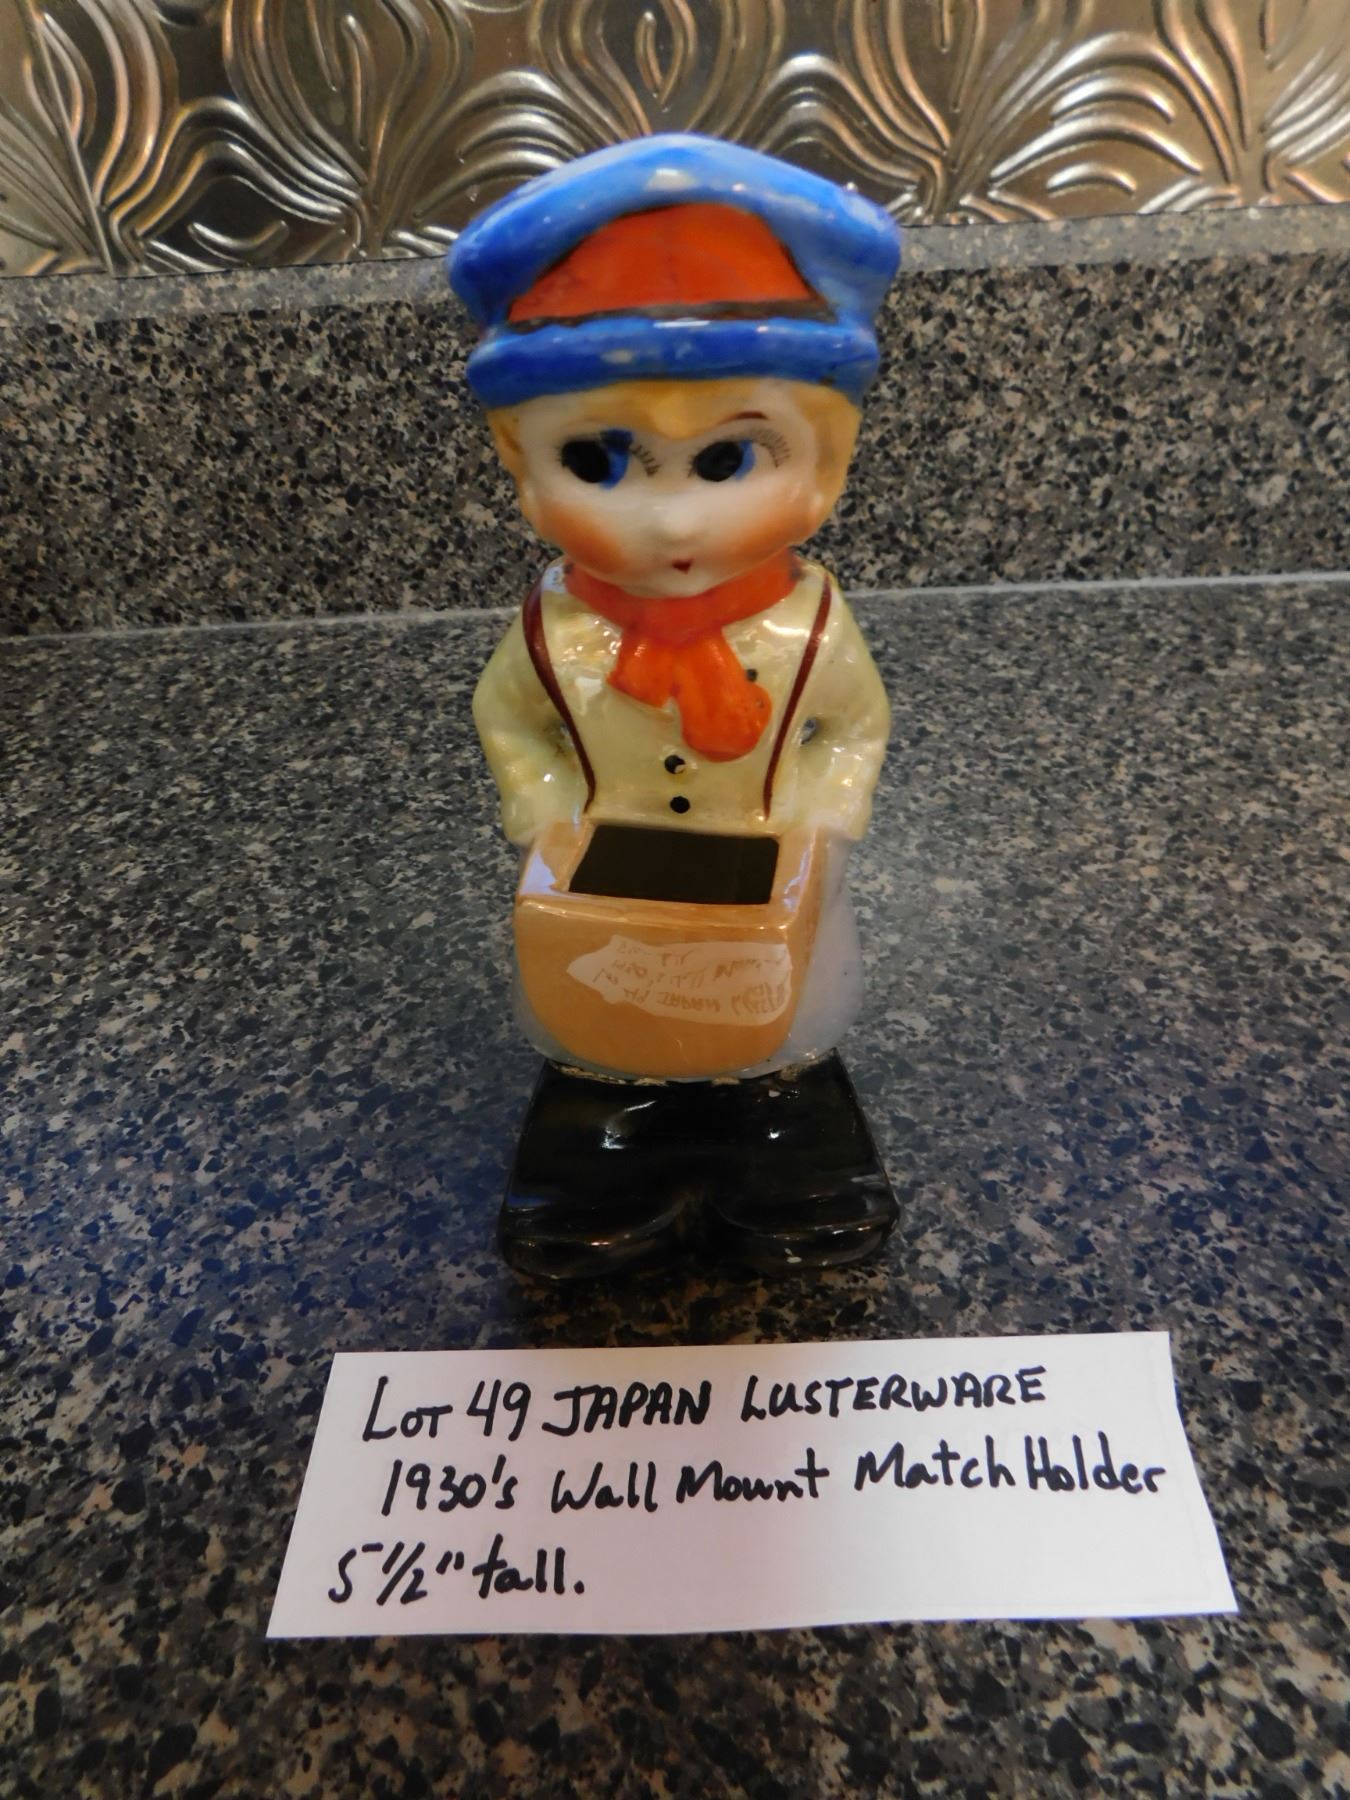 Lot 49 JAPAN LUSTERWARE
1930's Wall Mount Match Holder
5 1/2" tall.